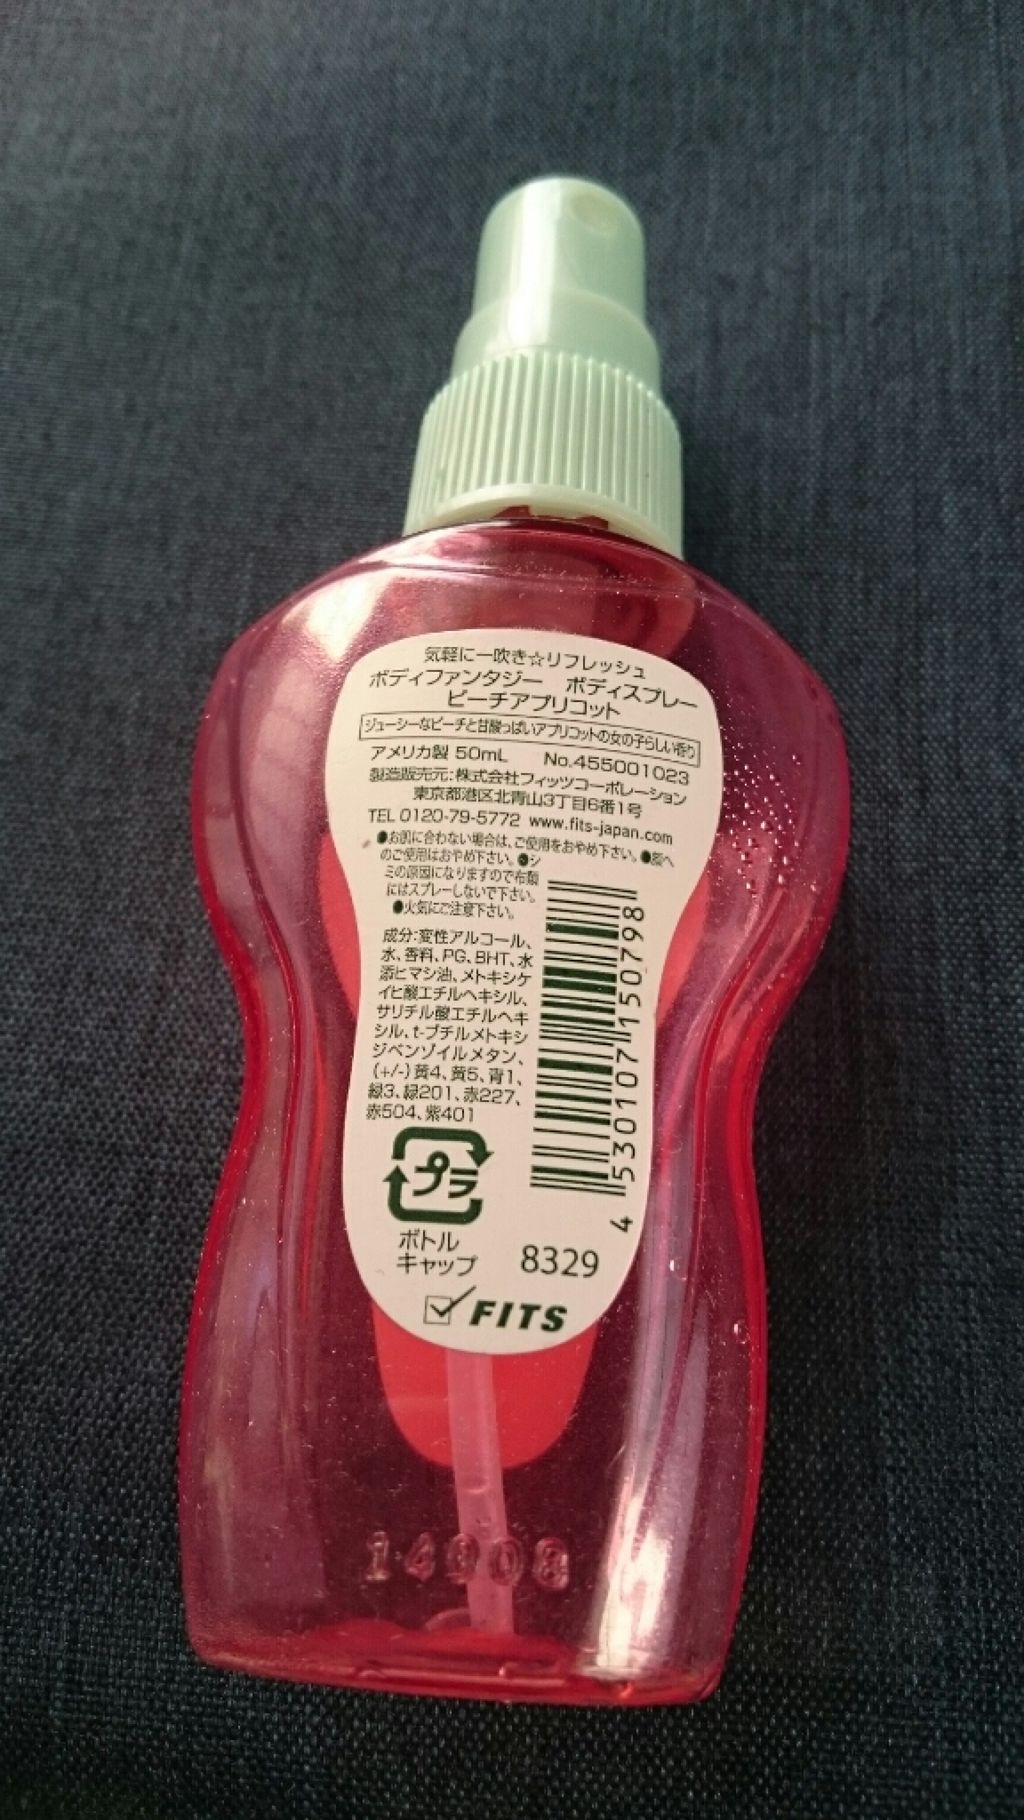 気軽に一吹き☆リフレッシュ
ボディファンタジー ボディスプレー
ピーチアプリコット
ジューシーなピーチと甘酸っぱいアプリコットの女の子らしい香り
アメリカ製 50mL No.455001023
製造販売元:株式会社フィッツコーポレーション
東京都港区北青山3丁目6番1号
TEL 0120-79-5772 www.fits-japan.com
●お肌に合わない場合は、ご使用をおやめ下さい。●髪へ
のご使用はおやめ下さい。●シ
ミの原因になりますので布類
にはスプレーしないで下さい。
●火気にご注意下さい。
成分:変性アルコール、
水、香料、PG、BHT、水
添ヒマシ油、メトキシケ
イヒ酸エチルヘキシル、
サリチル酸エチルヘキ
シル、t-ブチルメトキシ
ジベンゾイルメタン、
(+/-)黄4、黄5、青1、
緑3、緑201、赤227、
赤504、紫401
4 530107 150798
プラ
ボトル
キャップ
8329
FITS